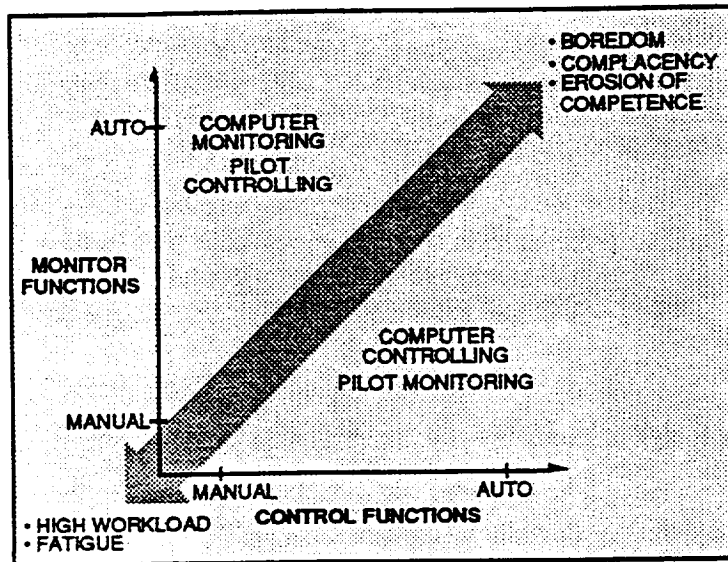 • BOREDOM
• COMPLACENCY
• EROSION OF
COMPETENCE
AUTO
COMPUTER
MONITORING
PILOT
CONTROLLING
MONITOR
FUNCTIONS
COMPUTER
CONTROLLING
PILOT MONITORING
MANUAL
MANUAL
AUTO
CONTROL FUNCTIONS
• HIGH WORKLOAD
• FATIGUE